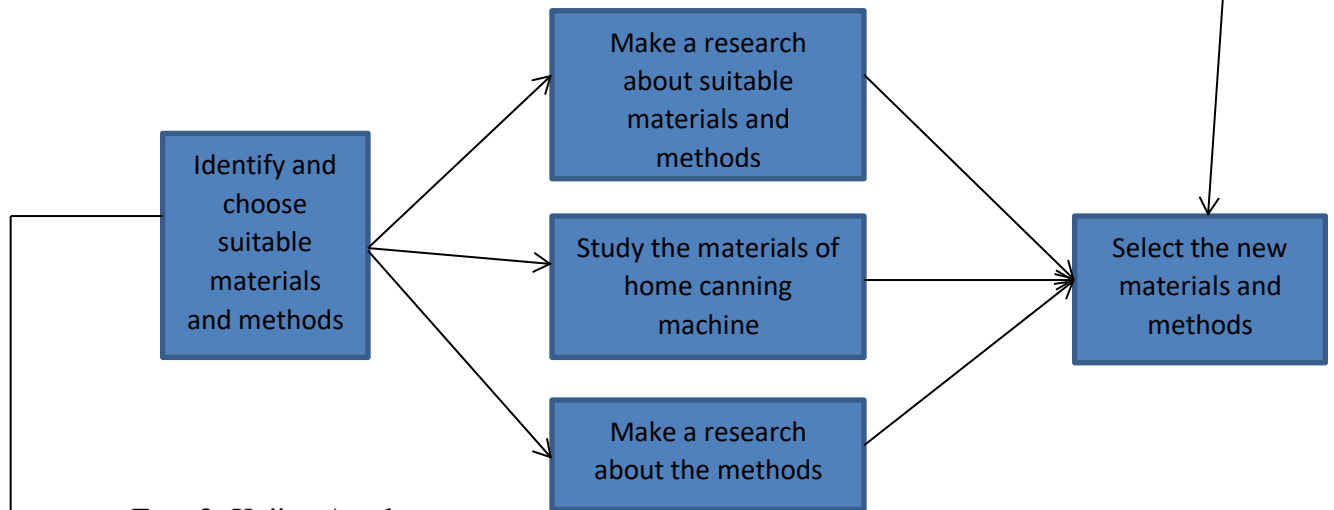 Make a research
about suitable
materials and
methods
Identify and
choose
suitable
materials
and methods
Study the materials of
home canning
machine
Select the new
materials and
methods
Make a research
about the methods